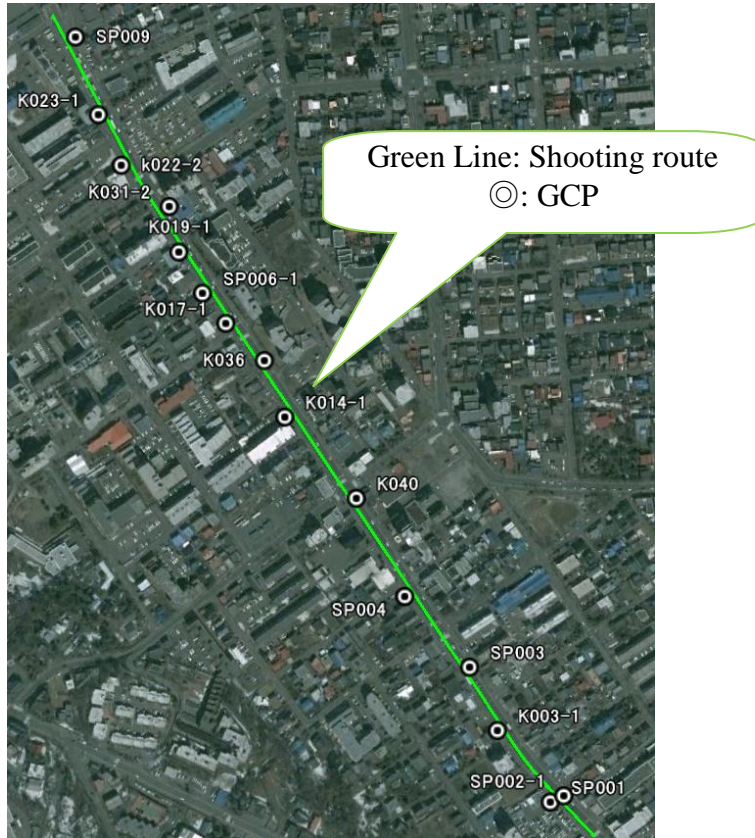 SP009
K023-1
Green Line: Shooting route
◎: GCP
k022-2
K031-2
K019-1
SP006-1
K017-1
K036
K014-1
K040
SP004
SP003
K003-1
SP002-1
SP001